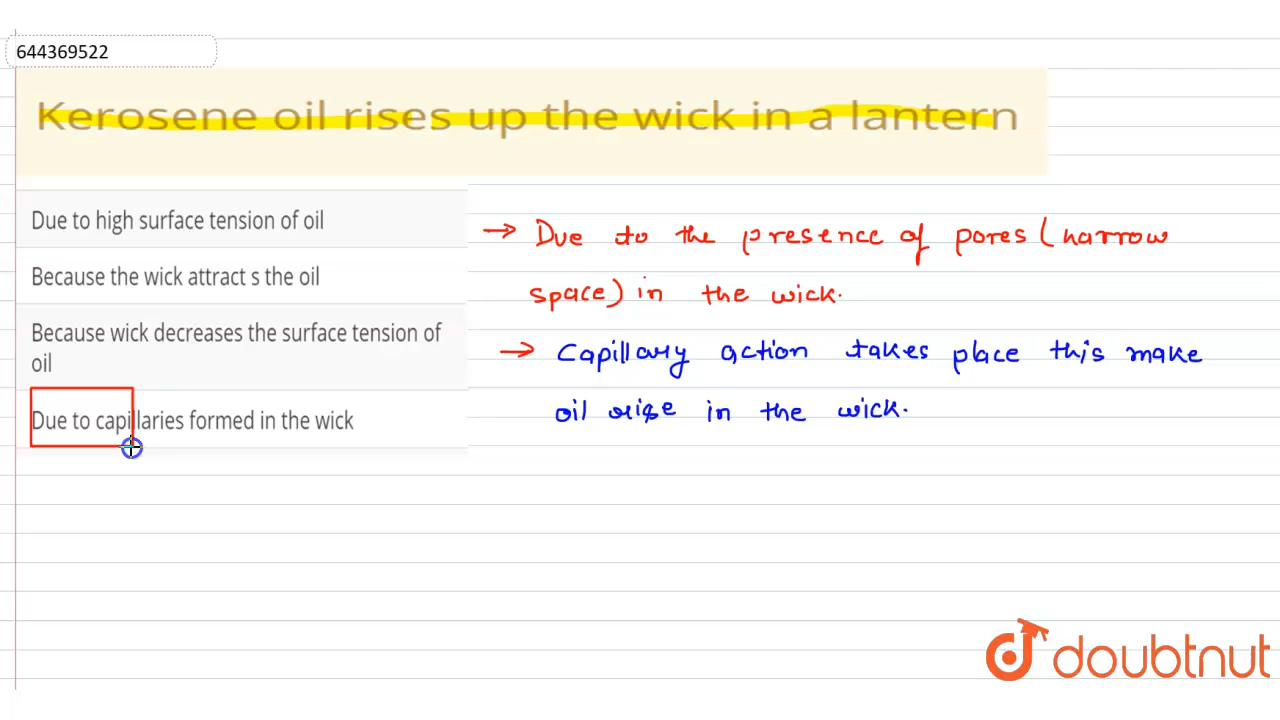 644369522
Kerosene oil rises up the wick in a lantern
Due to high surface tension of oil
Because the wick attract s the oil
Because wick decreases the surface tension of
oil
Due to capillaries formed in the wick
→ Due to the presence of pores (narrow
space) in the wick.
→ Capillary action takes place this make
oil rise in the wick.
doubtnut